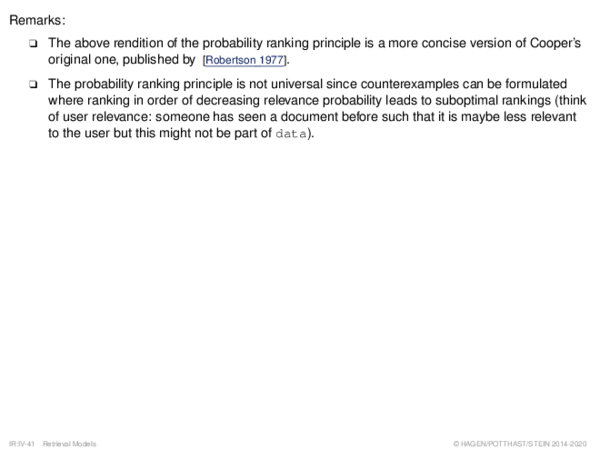 Remarks:
❑ The above rendition of the probability ranking principle is a more concise version of Cooper's
original one, published by [Robertson 1977].
❑ The probability ranking principle is not universal since counterexamples can be formulated
where ranking in order of decreasing relevance probability leads to suboptimal rankings (think
of user relevance: someone has seen a document before such that it is maybe less relevant
to the user but this might not be part of data).
IR:IV-41 Retrieval Models © HAGEN/POTTHAST/STEIN 2014-2020